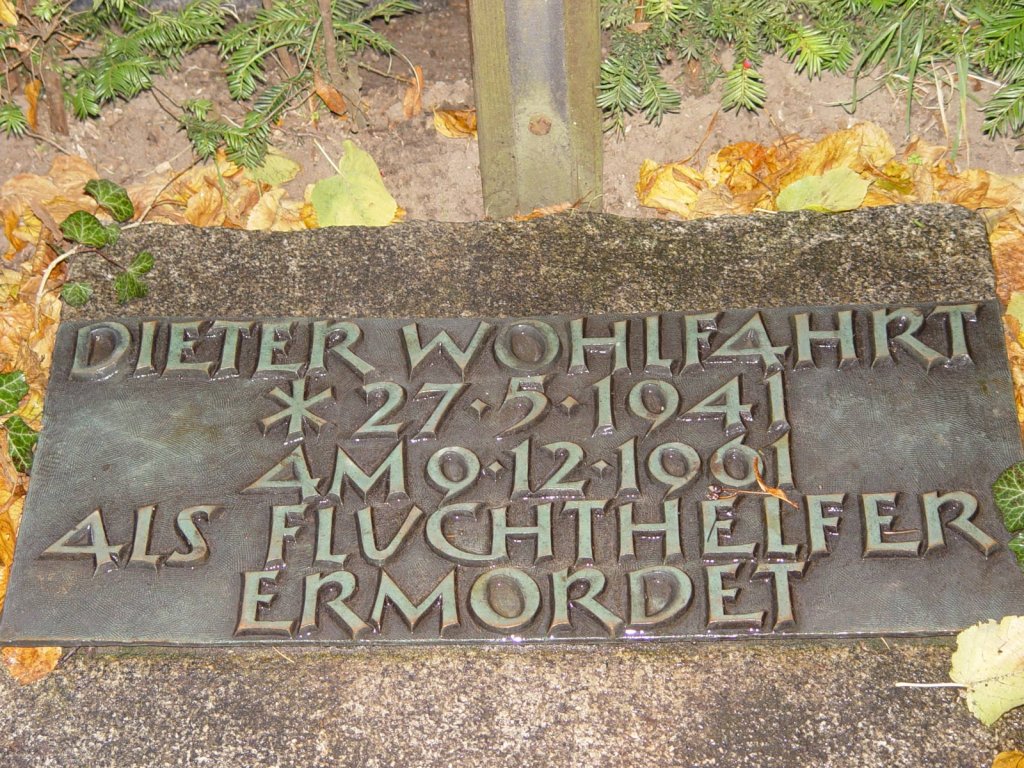 DIETER WOHLFAHRT
* 27·5·1941
AM 9·12·1961
ALS FLUCHTHELFER
ERMORDET